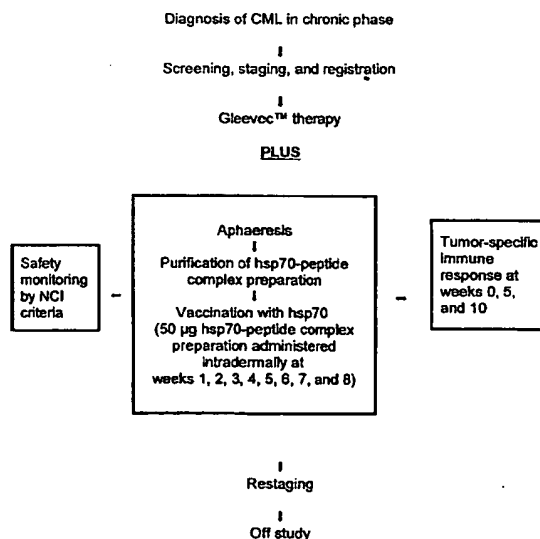 Diagnosis of CML in chronic phase
Screening, staging, and registration
Gleevec™ therapy
PLUS
Safety
monitoring
by NCI
criteria
Aphaeresis
Purification of hsp70-peptide
complex preparation
Vaccination with hsp70
(50 µg hsp70-peptide complex
preparation administered
intradermally at
weeks 1, 2, 3, 4, 5, 6, 7, and 8)
Tumor-specific
immune
response at
weeks 0, 5,
and 10
Restaging
Off study